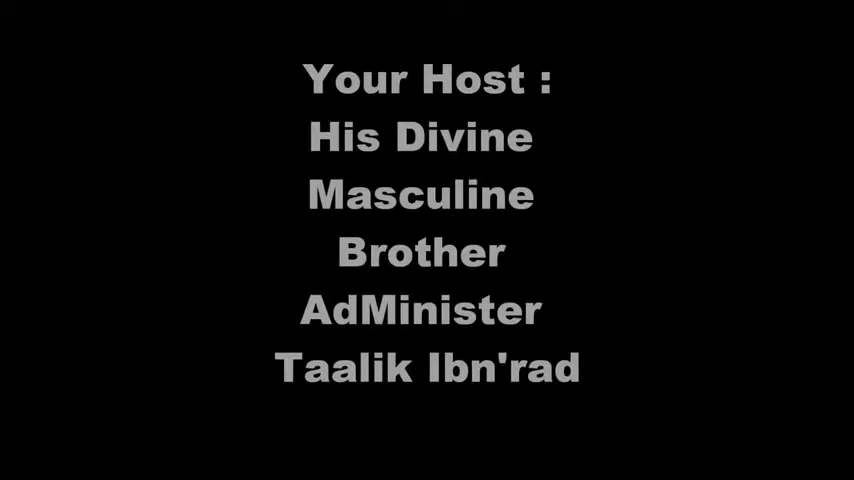 Your Host :
His Divine
Masculine
Brother
AdMinister
Taalik Ibn'rad